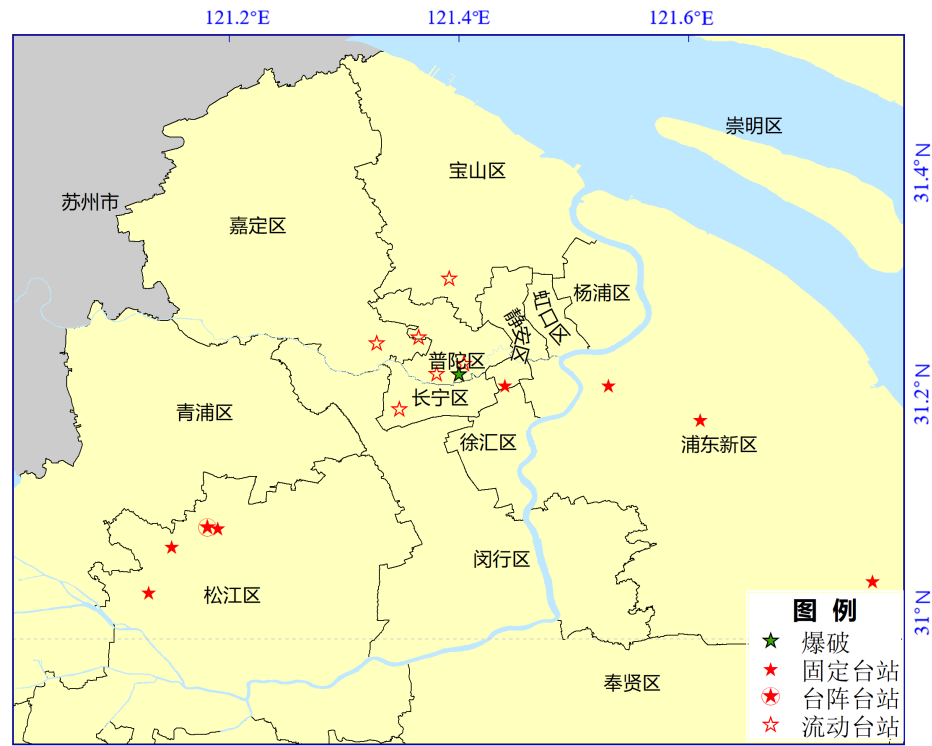 121.2°E
121.4°E
121.6°E
崇明区
31.4°N
宝山区
苏州市
嘉定区
杨浦区
虹口区
静安区
普陀区
31.2°N
长宁区
青浦区
徐汇区
浦东新区
闵行区
松江区
31°N
奉贤区
图 例
爆破
固定台站
台阵台站
流动台站